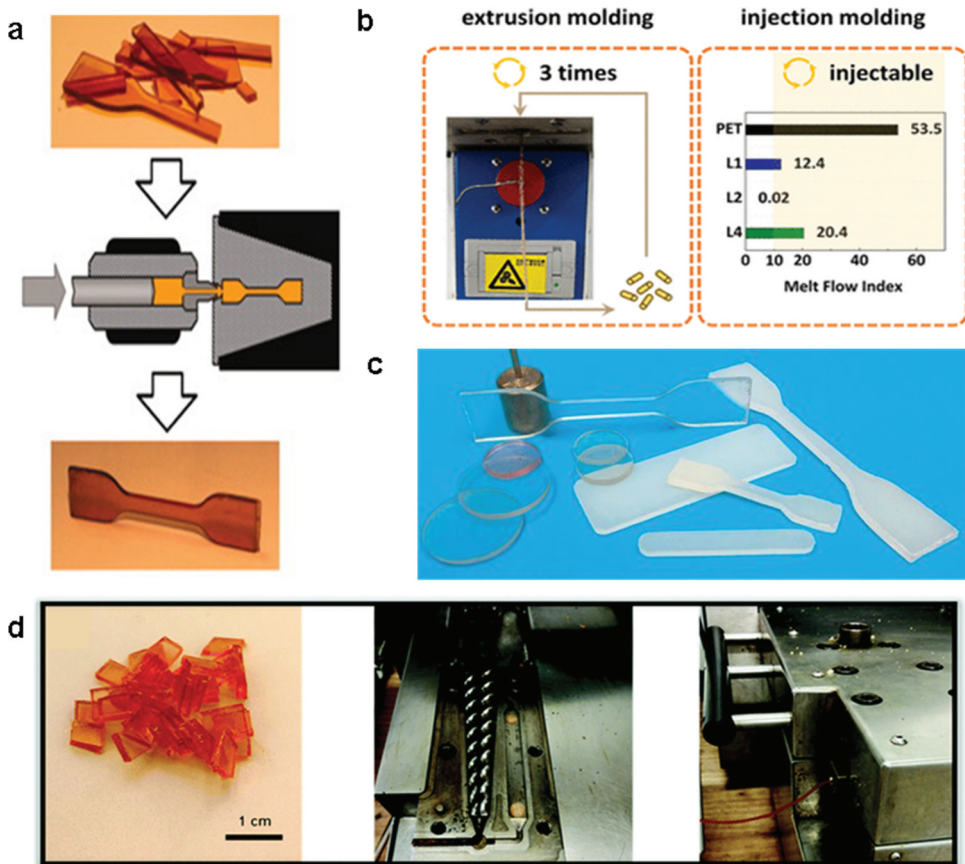 a
b
extrusion molding
3 times
injection molding
injectable
PET
53.5
L1
12.4
L2
0.02
L4
20.4
0 10 20 40 60
Melt Flow Index
c
d
1 cm